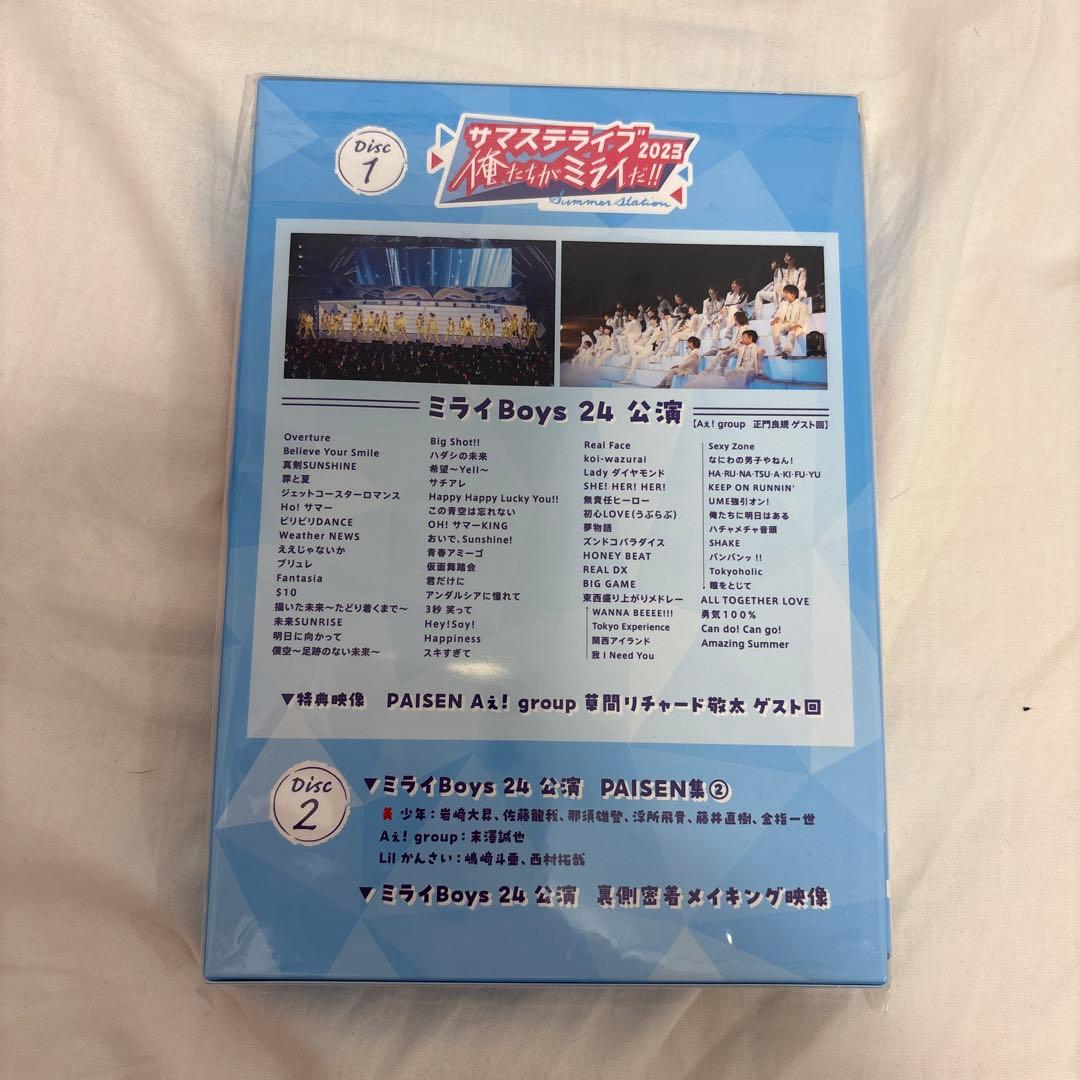 Disc 1
サマステライブ 2023
俺たちがミライだ!!
Summer Station
ミライBoys 24 公演
【Aぇ! group 正門良規 ゲスト回】
Overture
Believe Your Smile
真剣SUNSHINE
罪と夏
ジェットコースターロマンス
Ho! サマー
ビリビリDANCE
Weather NEWS
ええじゃないか
ブリュレ
Fantasia
$10
描いた未来〜たどり着くまで〜
未来SUNRISE
明日に向かって
僕空〜足跡のない未来〜
Big Shot!!
ハダシの未来
希望〜Yell〜
サチアレ
Happy Happy Lucky You!!
この青空は忘れない
OH! サマーKING
おいで、Sunshine!
青春アミーゴ
仮面舞踏会
君だけに
アンダルシアに憧れて
3秒 笑って
Hey!Say!
Happiness
スキすぎて
Real Face
koi-wazurai
Lady ダイヤモンド
SHE! HER! HER!
無責任ヒーロー
初心LOVE(うぶらぶ)
夢物語
ズンドコパラダイス
HONEY BEAT
REAL DX
BIG GAME
東西盛り上がりメドレー
WANNA BEEEE!!!
Tokyo Experience
関西アイランド
我 I Need You
Sexy Zone
なにわの男子やねん!
HA·RU·NA·TSU·A·KI·FU·YU
KEEP ON RUNNIN'
UME強引オン!
俺たちに明日はある
ハチャメチャ音頭
SHAKE
バンバンッ!!
Tokyoholic
瞳をとじて
ALL TOGETHER LOVE
勇気100%
Can do! Can go!
Amazing Summer
▼特典映像 PAISEN Aぇ! group 草間リチャード敬太 ゲスト回
Disc 2
▼ミライBoys 24 公演 PAISEN集②
美 少年:岩﨑大昇、佐藤龍我、那須雄登、浮所飛貴、藤井直樹、金指一世
Aぇ! group:末澤誠也
Lil かんさい:嶋﨑斗亜、西村拓哉
▼ミライBoys 24 公演 裏側密着メイキング映像